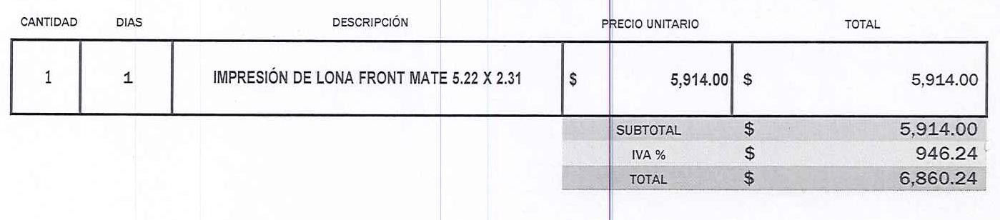 CANTIDAD DIAS DESCRIPCIÓN PRECIO UNITARIO TOTAL
1 1 IMPRESIÓN DE LONA FRONT MATE 5.22 X 2.31 $ 5,914.00 $ 5,914.00
SUBTOTAL $ 5,914.00
IVA % $ 946.24
TOTAL $ 6,860.24